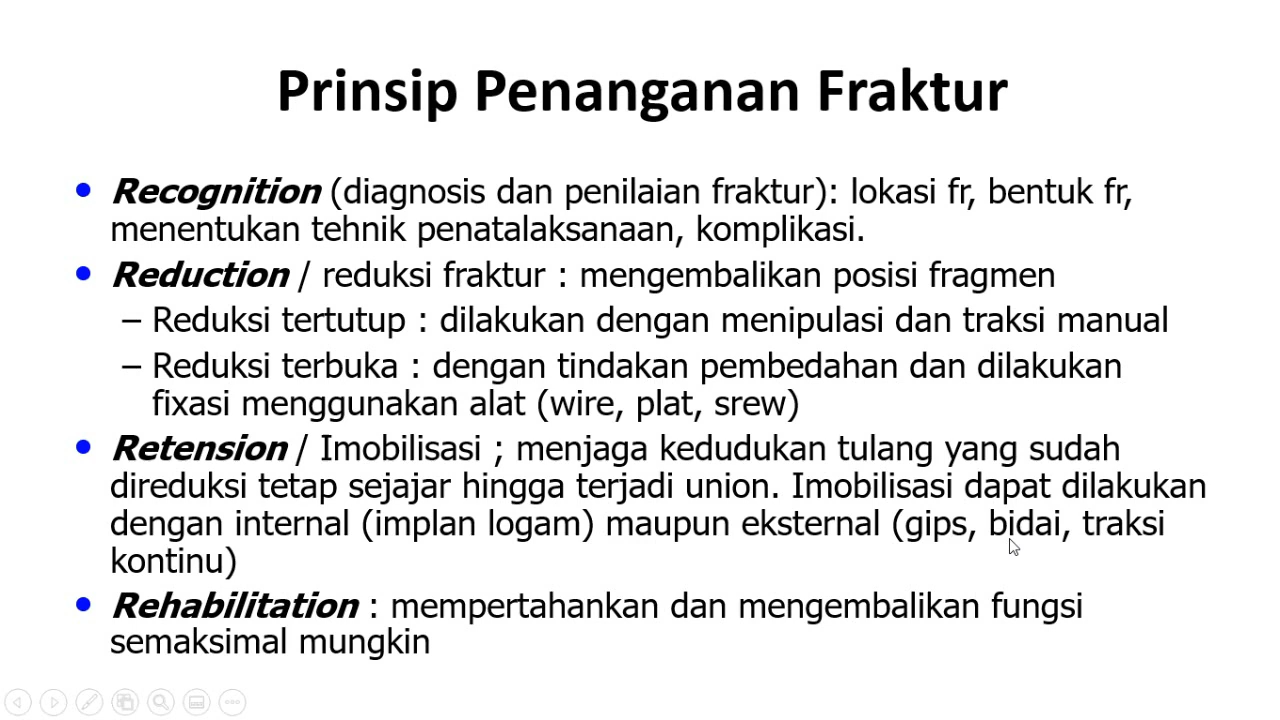 Prinsip Penanganan Fraktur
• Recognition (diagnosis dan penilaian fraktur): lokasi fr, bentuk fr,
menentukan tehnik penatalaksanaan, komplikasi.
• Reduction / reduksi fraktur : mengembalikan posisi fragmen
– Reduksi tertutup : dilakukan dengan menipulasi dan traksi manual
– Reduksi terbuka : dengan tindakan pembedahan dan dilakukan
fixasi menggunakan alat (wire, plat, srew)
• Retension / Imobilisasi ; menjaga kedudukan tulang yang sudah
direduksi tetap sejajar hingga terjadi union. Imobilisasi dapat dilakukan
dengan internal (implan logam) maupun eksternal (gips, bidai, traksi
kontinu)
• Rehabilitation : mempertahankan dan mengembalikan fungsi
semaksimal mungkin